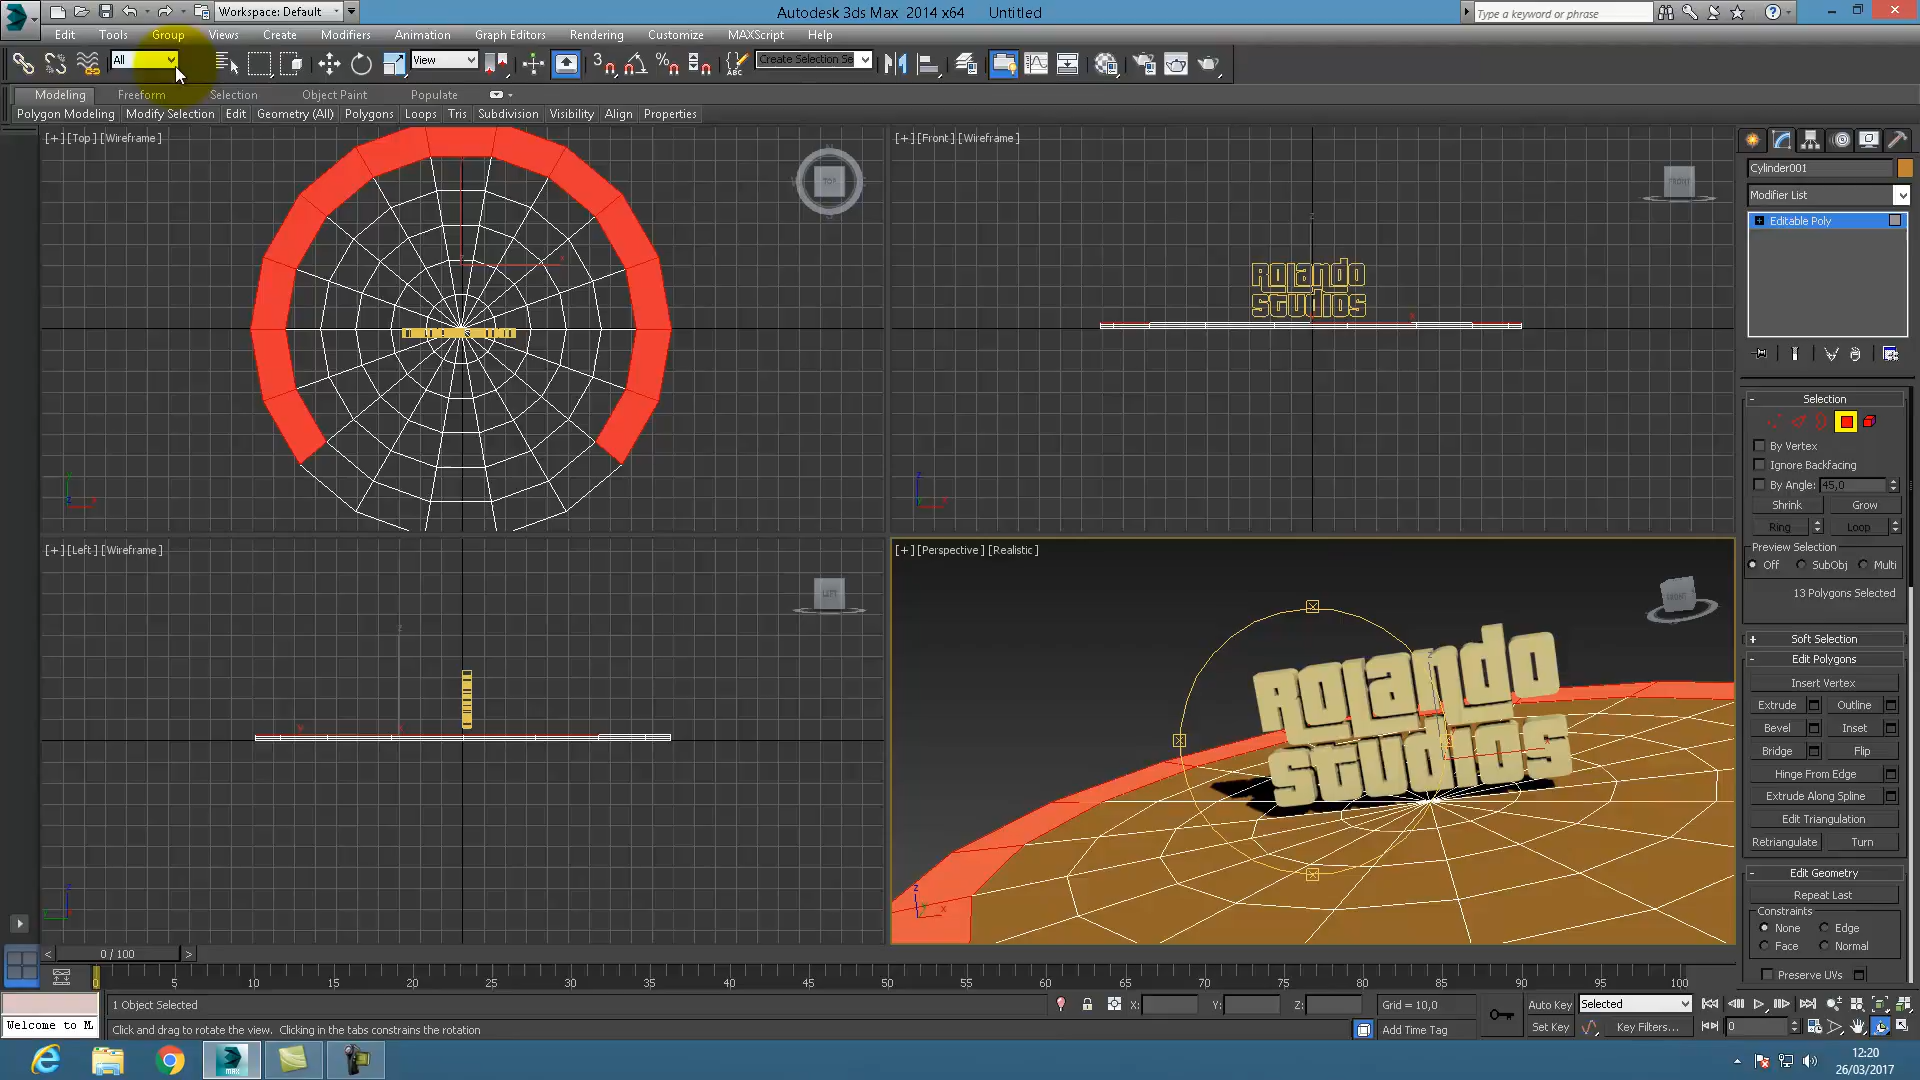 Workspace: Default
Autodesk 3ds Max 2014 x64 Untitled
Type a keyword or phrase
Edit Tools Group Views Create Modifiers Animation Graph Editors Rendering Customize MAXScript Help
All
View
3
Create Selection Se
Modeling Freeform Selection Object Paint Populate
Polygon Modeling Modify Selection Edit Geometry (All) Polygons Loops Tris Subdivision Visibility Align Properties
[+] [Top] [Wireframe]
TOP
[+] [Front] [Wireframe]
FRONT
Rolando
Studios
[+] [Left] [Wireframe]
LEFT
[+] [Perspective] [Realistic]
FRONT
Rolando
Studios
Cylinder001
Modifier List
Editable Poly
Selection
By Vertex
Ignore Backfacing
By Angle: 45,0
Shrink Grow
Ring Loop
Preview Selection
Off SubObj Multi
13 Polygons Selected
Soft Selection
Edit Polygons
Insert Vertex
Extrude Outline
Bevel Inset
Bridge Flip
Hinge From Edge
Extrude Along Spline
Edit Triangulation
Retriangulate Turn
Edit Geometry
Repeat Last
Constraints
None Edge
Face Normal
Preserve UVs
< 0 / 100 >
0 5 10 15 20 25 30 35 40 45 50 55 60 65 70 75 80 85 90 95 100
1 Object Selected
X: Y: Z: Grid = 10,0
Auto Key Selected
Welcome to M
Click and drag to rotate the view. Clicking in the tabs constrains the rotation
Add Time Tag
Set Key Key Filters... 0
12:20
26/03/2017